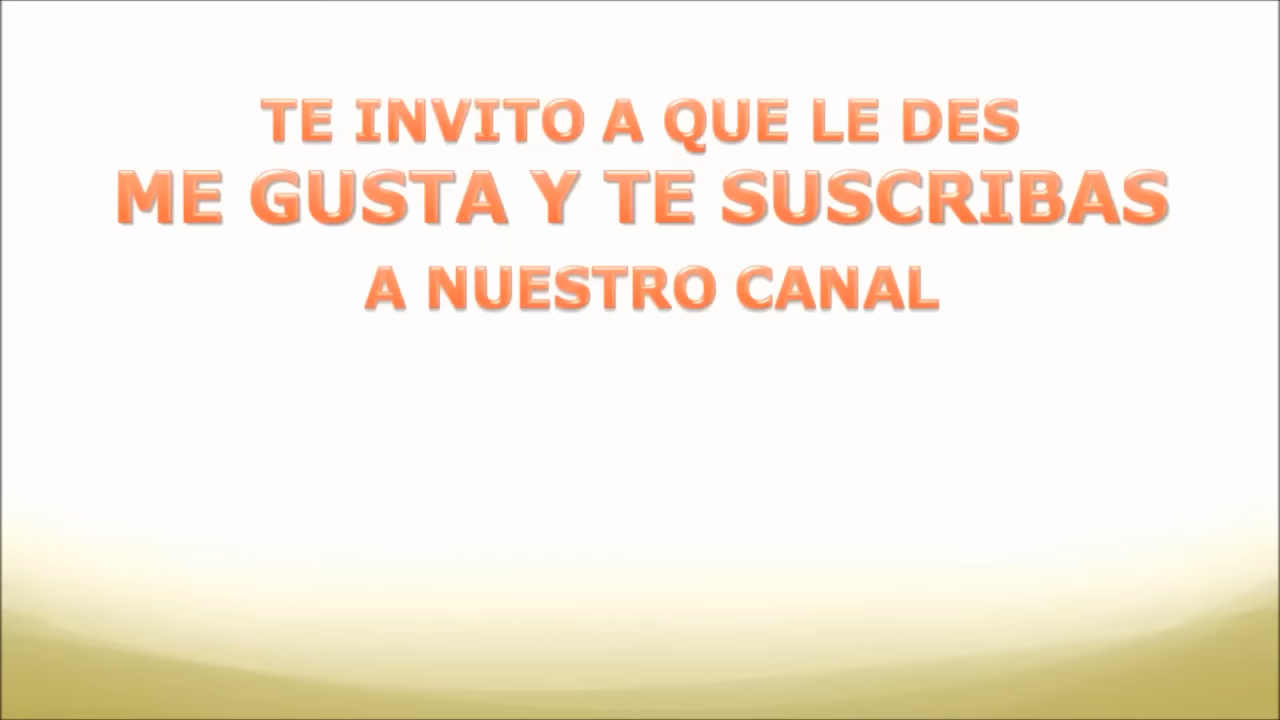 TE INVITO A QUE LE DES
ME GUSTA Y TE SUSCRIBAS
A NUESTRO CANAL